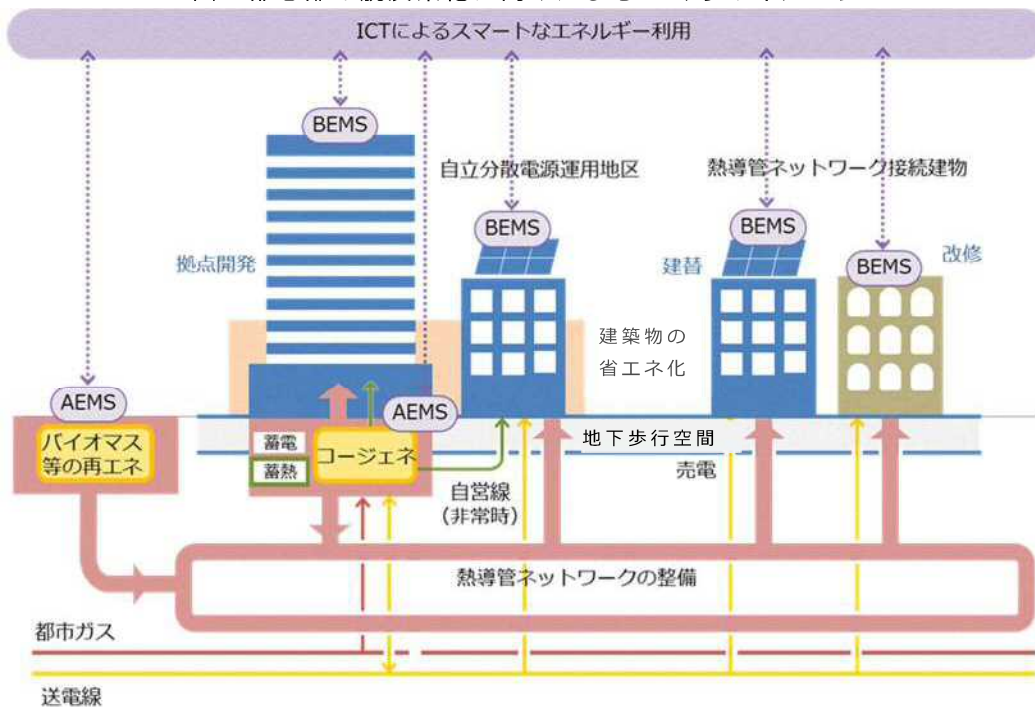 ICTによるスマートなエネルギー利用
BEMS
自立分散電源運用地区
熱導管ネットワーク接続建物
BEMS
BEMS
拠点開発
建替
BEMS
改修
建築物の
省エネ化
AEMS
AEMS
バイオマス
等の再エネ
蓄電
コージェネ
蓄熱
地下歩行空間
売電
自営線
(非常時)
熱導管ネットワークの整備
都市ガス
送電線